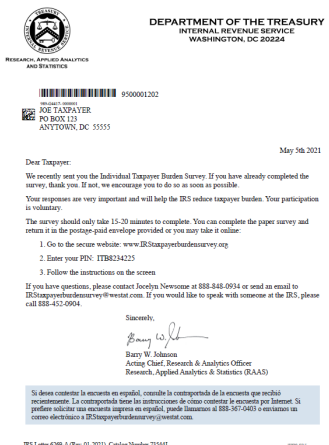 DEPARTMENT OF THE TREASURY
INTERNAL REVENUE SERVICE
WASHINGTON, DC 20224
RESEARCH, APPLIED ANALYTICS
AND STATISTICS
9500001202
JOE TAXPAYER
PO BOX 123
ANYTOWN, DC 55555
May 5th 2021
Dear Taxpayer:
We recently sent you the Individual Taxpayer Burden Survey. If you have already completed the
survey, thank you. If not, we encourage you to do so as soon as possible.
Your responses are very important and will help the IRS reduce taxpayer burden. Your participation
is voluntary.
The survey should only take 15-20 minutes to complete. You can complete the paper survey and
return it in the postage-paid envelope provided or you may take it online:
1. Go to the secure website: www.IRStaxpayerburdensurvey.org
2. Enter your PIN: ITB8234225
3. Follow the instructions on the screen
If you have questions, please contact Jocelyn Newsome at 888-848-0934 or send an email to
IRStaxpayerburdensurvey@westat.com. If you would like to speak with someone at the IRS, please
call 888-452-0904.
Sincerely,
Barry W. Johnson
Acting Chief, Research & Analytics Officer
Research, Applied Analytics & Statistics (RAAS)
Si desea contestar la encuesta en español, consulte la contraportada de la encuesta que recibió
recientemente. La contraportada tiene las instrucciones de cómo contestar la encuesta por Internet. Si
prefiere solicitar una encuesta impresa en español, puede llamarnos al 888-367-0403 o enviarnos un
correo electrónico a IRStaxpayerburdensurvey@westat.com.